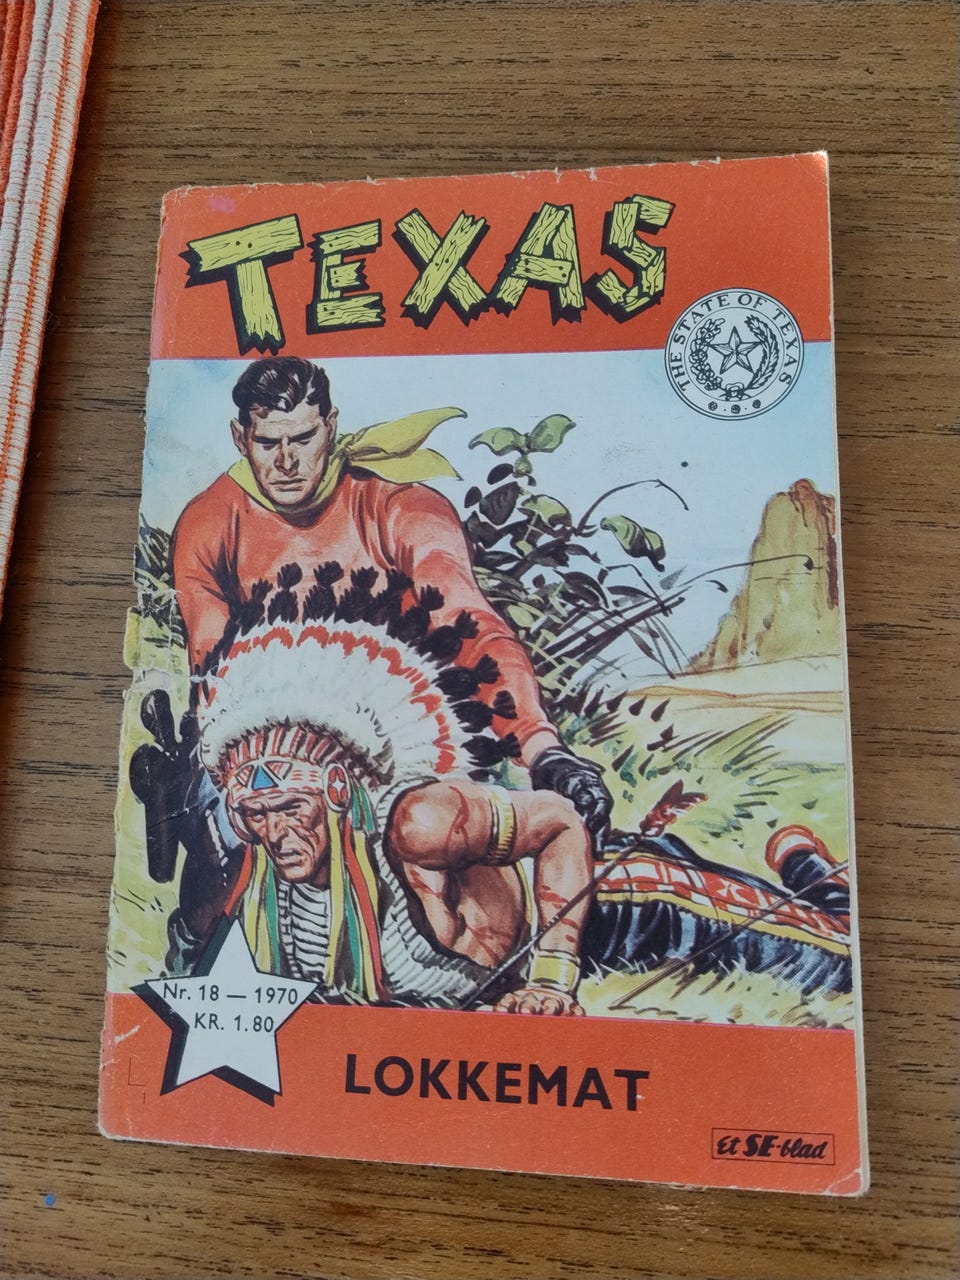 TEXAS
THE STATE OF TEXAS
Nr. 18 — 1970
KR. 1.80
LOKKEMAT
Et SE-blad